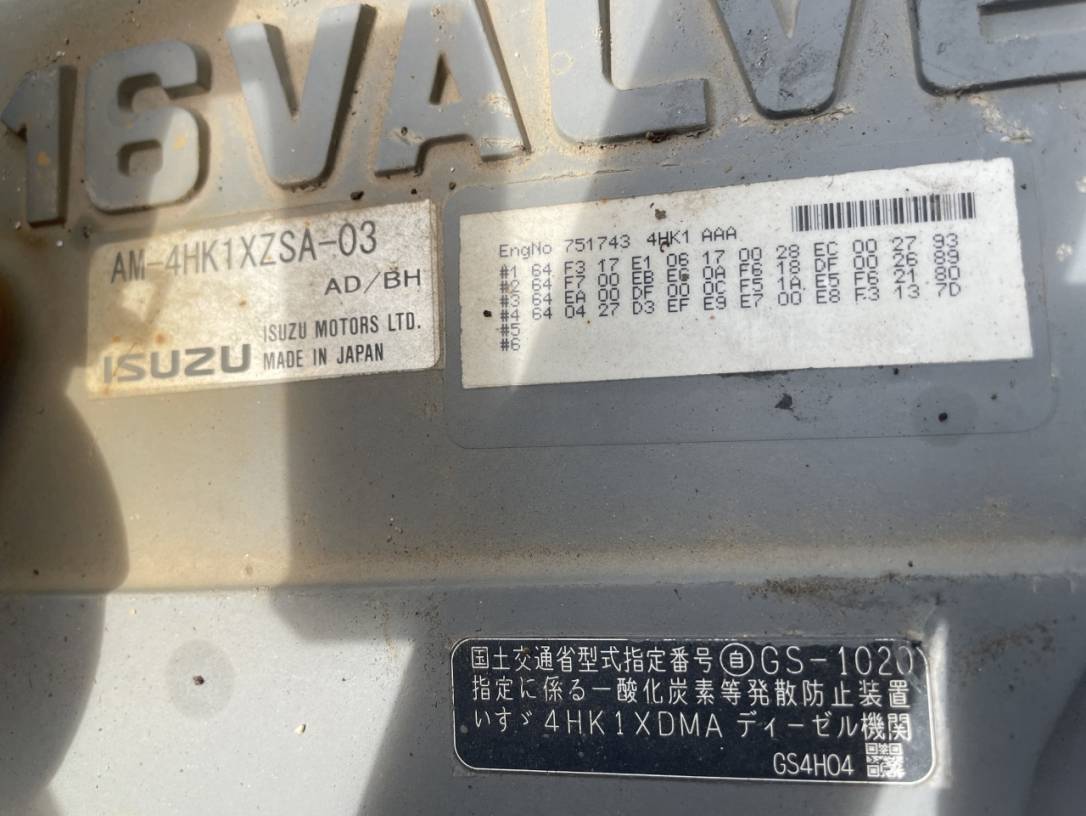 16VALVE
AM-4HK1XZSA-03
AD/BH
ISUZU MOTORS LTD.
ISUZU MADE IN JAPAN
EngNo 751743 4HK1 AAA
#1 64 F3 17 E1 06 17 00 28 EC 00 27 93
#2 64 F7 00 EB E6 0A F6 18 DF 00 26 89
#3 64 EA 00 DF 00 0C F5 1A E5 F6 21 80
#4 64 04 27 D3 EF E9 E7 00 E8 F3 13 7D
#5
#6
国土交通省型式指定番号 自 GS-1020
指定に係る一酸化炭素等発散防止装置
いすゞ 4HK1XDMA ディーゼル機関
GS4H04